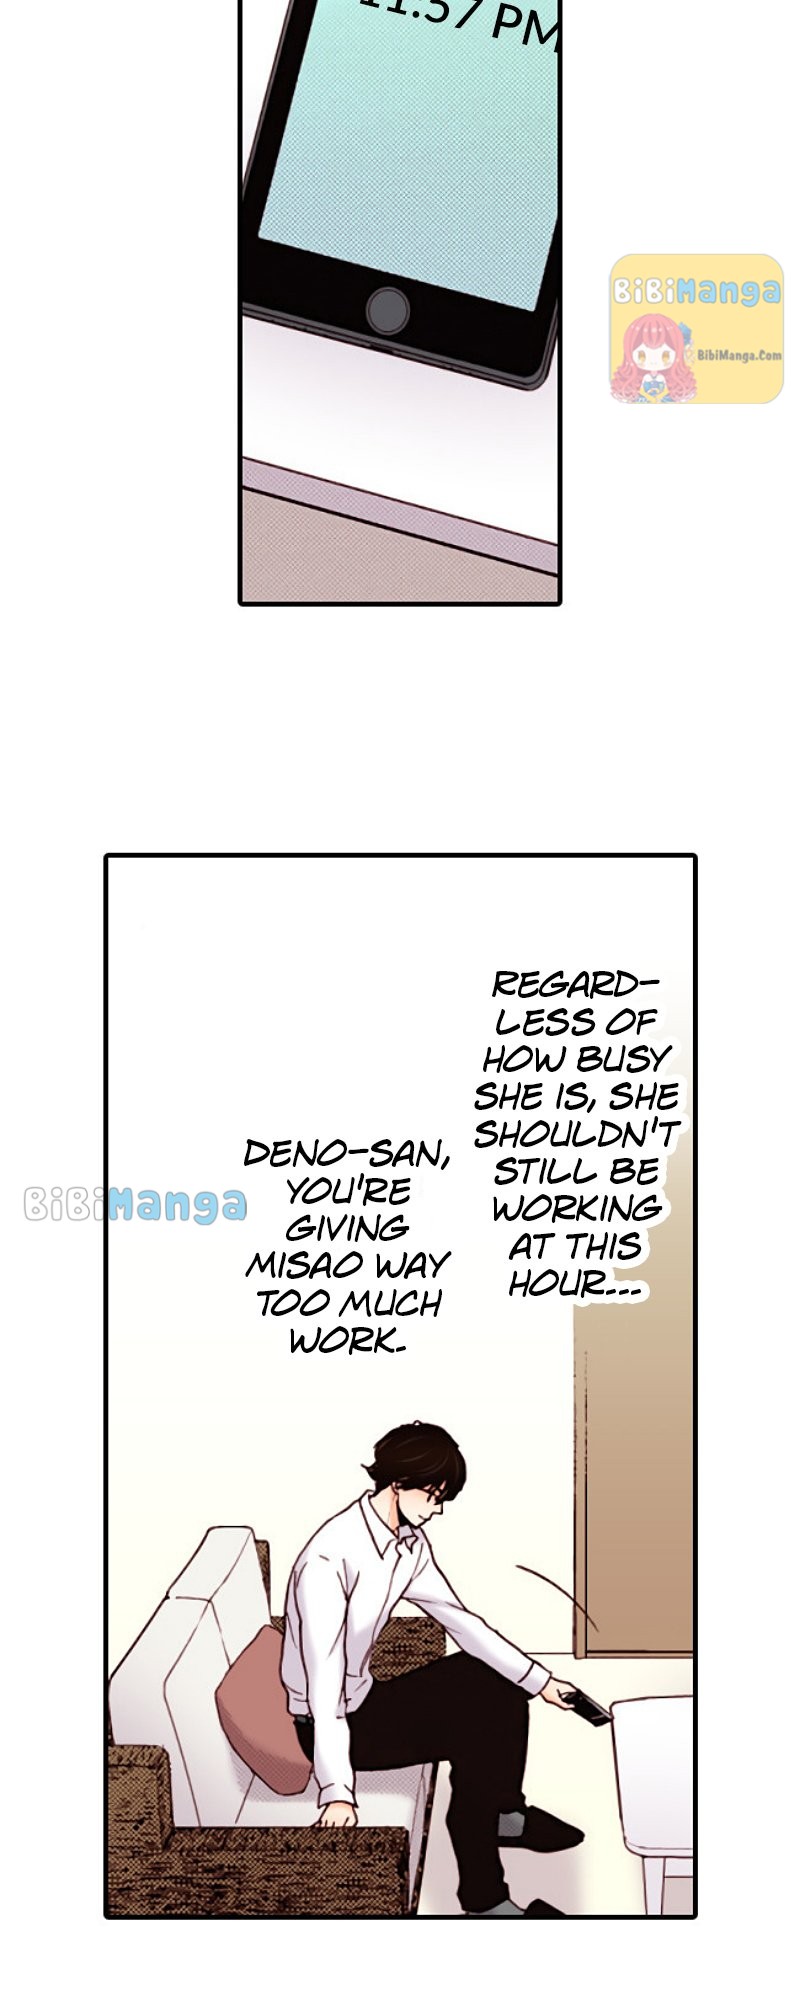 11:57 PM
BiBiManga
BibiManga.Com
REGARD-
LESS OF
HOW BUSY
SHE IS, SHE
SHOULDN'T
STILL BE
WORKING
AT THIS
HOUR...
DENO-SAN,
YOU'RE
GIVING
MISAO WAY
TOO MUCH
WORK.
BiBiManga